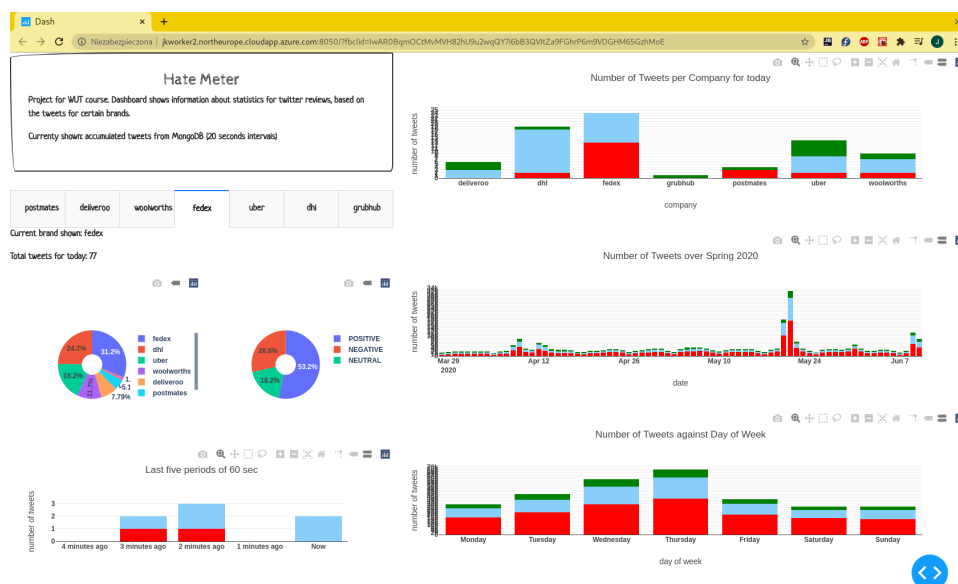 Dash
Niezabezpieczona | jkworker2.northeurope.cloudapp.azure.com:8050/?fbclid=IwAR0BqmOCtMvMVH82hU9u2wqQY7i6bB3QVItZa9FGhrP6m9VDGHM65GzhMoE
Hate Meter
Project for WUT course. Dashboard shows information about statistics for twitter reviews, based on
the tweets for certain brands.
Currenty shown: accumulated tweets from MongoDB (20 seconds intervals)
postmates deliveroo woolworths fedex uber dhl grubhub
Current brand shown: fedex
Total tweets for today: 77
31.2%
24.7%
18.2%
11.7%
7.79%
fedex
dhl
uber
woolworths
deliveroo
postmates
53.2%
28.6%
18.2%
POSITIVE
NEGATIVE
NEUTRAL
Last five periods of 60 sec
number of tweets
3
2
1
0
4 minutes ago 3 minutes ago 2 minutes ago 1 minutes ago Now
Number of Tweets per Company for today
number of tweets
deliveroo dhl fedex grubhub postmates uber woolworths
company
Number of Tweets over Spring 2020
number of tweets
Mar 29 Apr 12 Apr 26 May 10 May 24 Jun 7
2020
date
Number of Tweets against Day of Week
number of tweets
Monday Tuesday Wednesday Thursday Friday Saturday Sunday
day of week